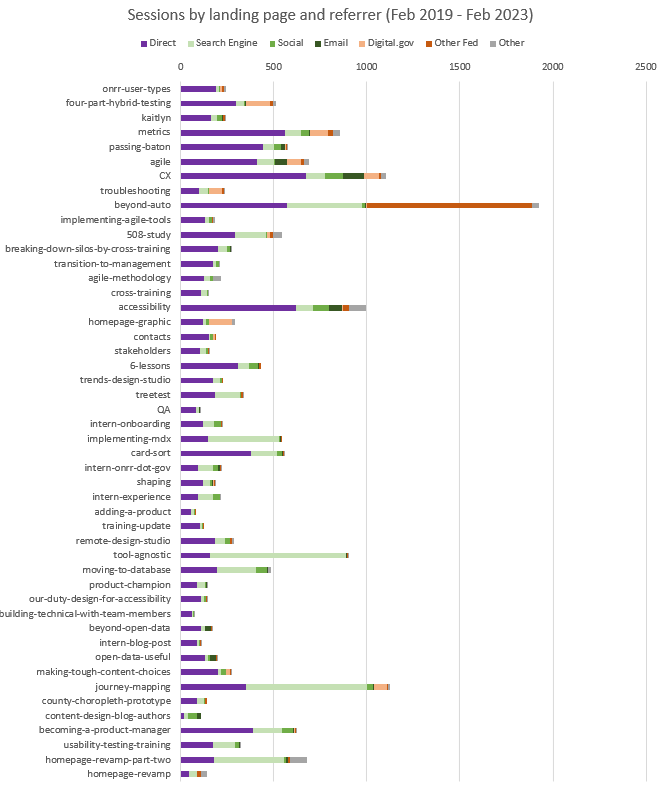 Sessions by landing page and referrer (Feb 2019 - Feb 2023)
Direct Search Engine Social Email Digital.gov Other Fed Other
0 500 1000 1500 2000 2500
onrr-user-types
four-part-hybrid-testing
kaitlyn
metrics
passing-baton
agile
CX
troubleshooting
beyond-auto
implementing-agile-tools
508-study
breaking-down-silos-by-cross-training
transition-to-management
agile-methodology
cross-training
accessibility
homepage-graphic
contacts
stakeholders
6-lessons
trends-design-studio
treetest
QA
intern-onboarding
implementing-mdx
card-sort
intern-onrr-dot-gov
shaping
intern-experience
adding-a-product
training-update
remote-design-studio
tool-agnostic
moving-to-database
product-champion
our-duty-design-for-accessibility
building-technical-with-team-members
beyond-open-data
intern-blog-post
open-data-useful
making-tough-content-choices
journey-mapping
county-choropleth-prototype
content-design-blog-authors
becoming-a-product-manager
usability-testing-training
homepage-revamp-part-two
homepage-revamp